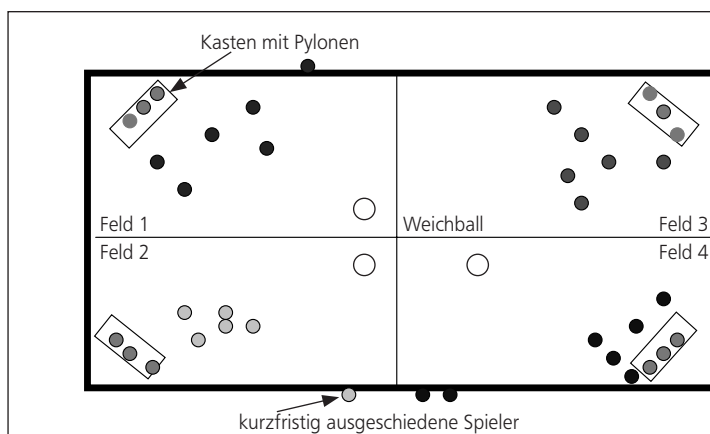 Kasten mit Pylonen
Feld 1
Weichball
Feld 3
Feld 2
Feld 4
kurzfristig ausgeschiedene Spieler